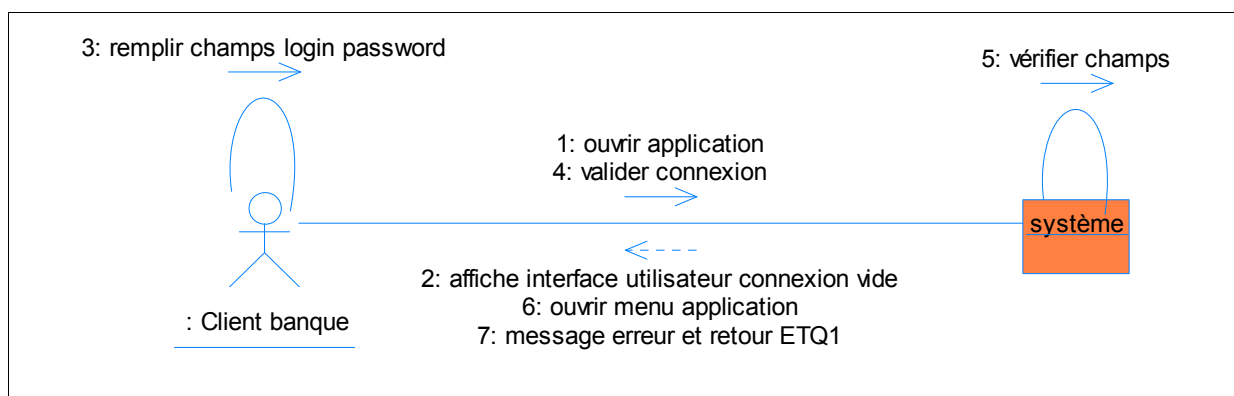 3: remplir champs login password
5: vérifier champs
1: ouvrir application
4: valider connexion
système
2: affiche interface utilisateur connexion vide
6: ouvrir menu application
7: message erreur et retour ETQ1
: Client banque